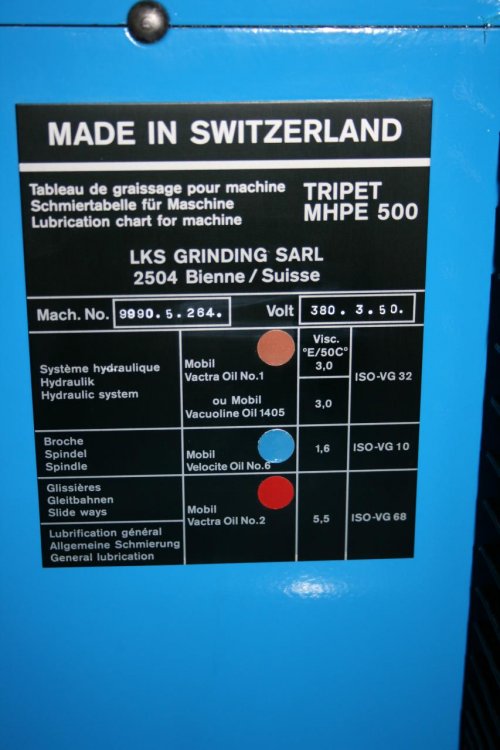 MADE IN SWITZERLAND
Tableau de graissage pour machine
Schmiertabelle für Maschine
Lubrication chart for machine
TRIPET
MHPE 500
LKS GRINDING SARL
2504 Bienne / Suisse
Mach. No. 9990.5.264. Volt 380. 3.50.
Système hydraulique
Hydraulik
Hydraulic system
Mobil
Vactra Oil No.1
ou Mobil
Vacuoline Oil 1405
Visc.
°E/50C°
3,0
3,0
ISO-VG 32
Broche
Spindel
Spindle
Mobil
Velocite Oil No.6
1,6
ISO-VG 10
Glissières
Gleitbahnen
Slide ways
Lubrification général
Allgemeine Schmierung
General lubrication
Mobil
Vactra Oil No.2
5,5
ISO-VG 68